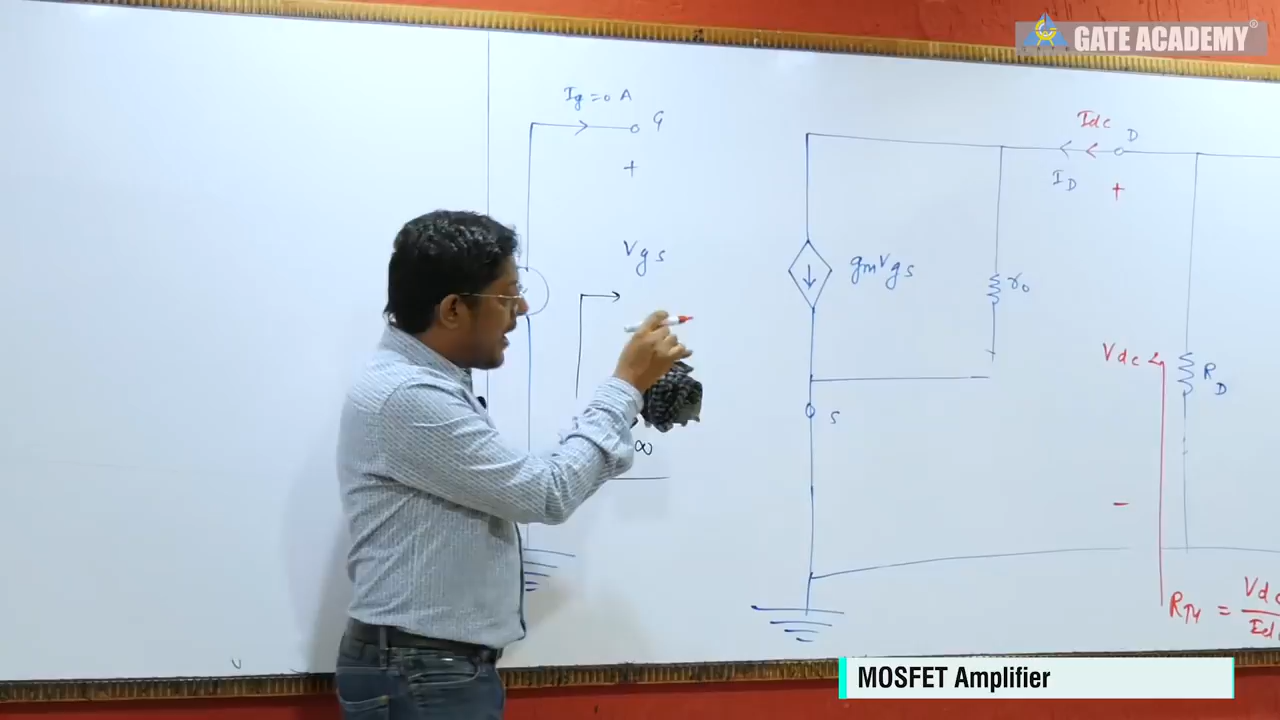 GATE ACADEMY®
Ig = 0 A
G
+
Vgs
∞
gmVgs
S
r0
Idc
D
ID
+
Vdc
RD
-
RTH = Vdc / Idc
MOSFET Amplifier